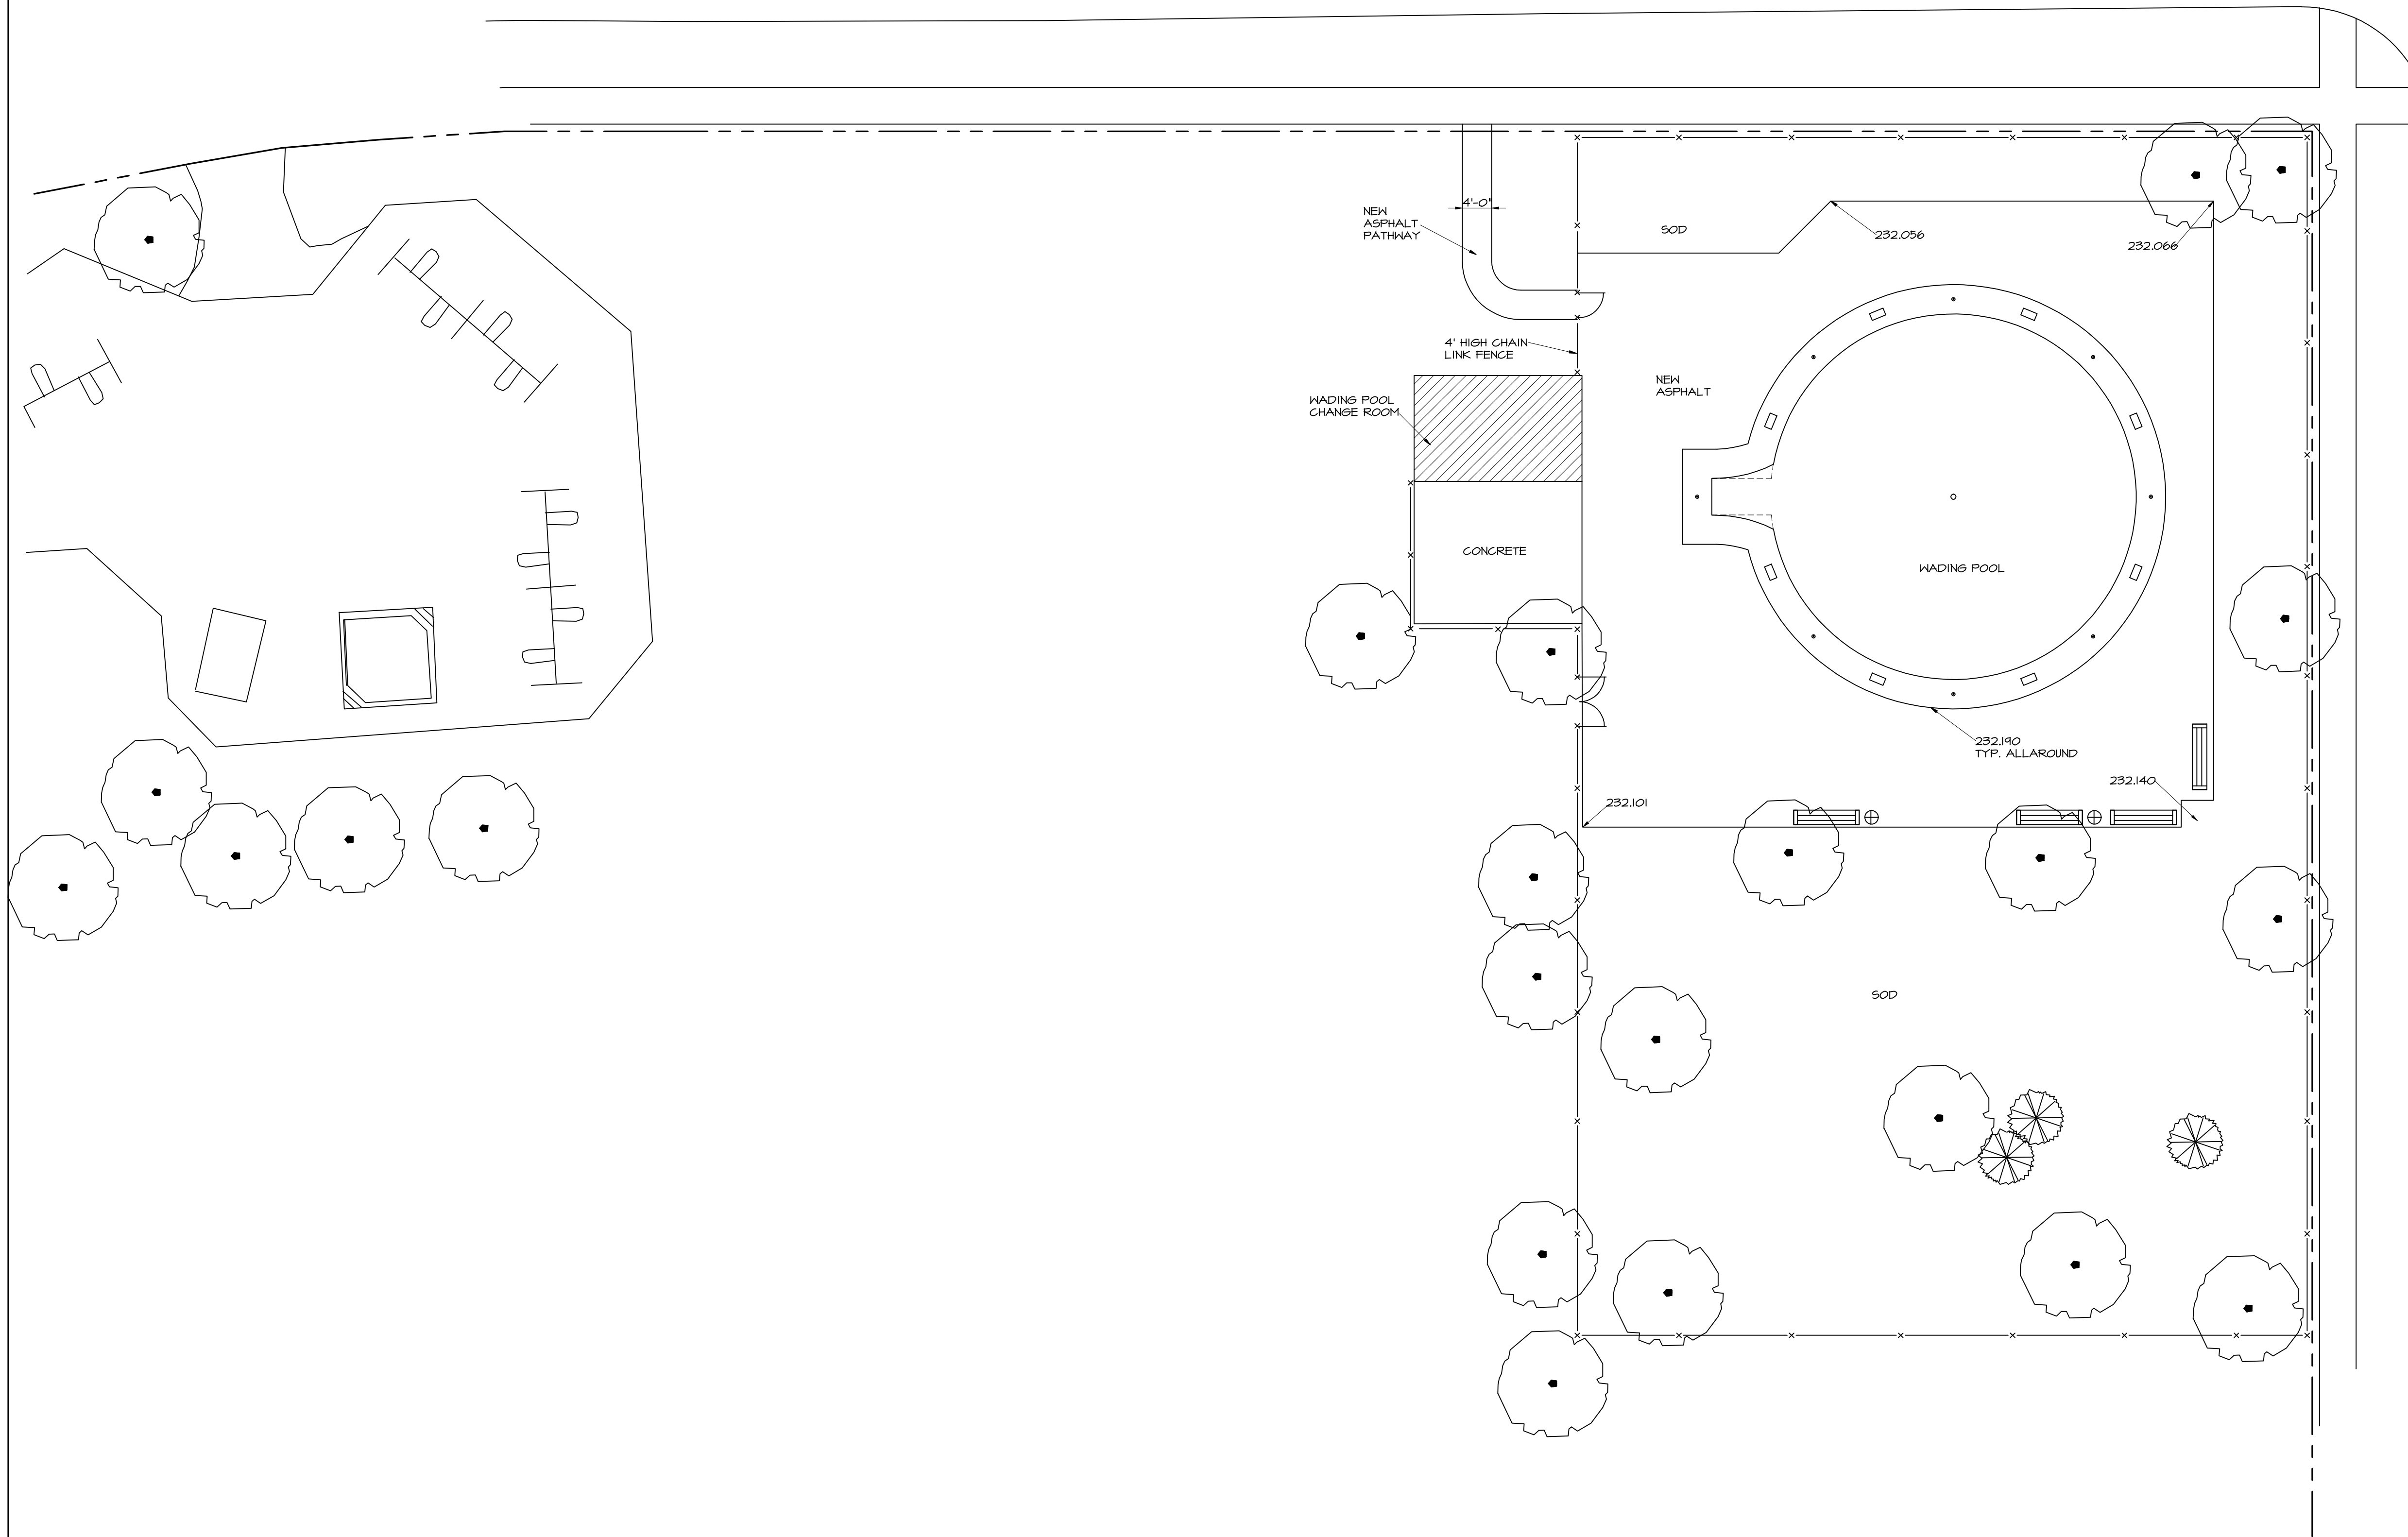 4'-0"
NEW
ASPHALT
PATHWAY
SOD
232.056
232.066
4' HIGH CHAIN
LINK FENCE
NEW
ASPHALT
WADING POOL
CHANGE ROOM
CONCRETE
WADING POOL
232.190
TYP. ALLAROUND
232.140
232.101
SOD